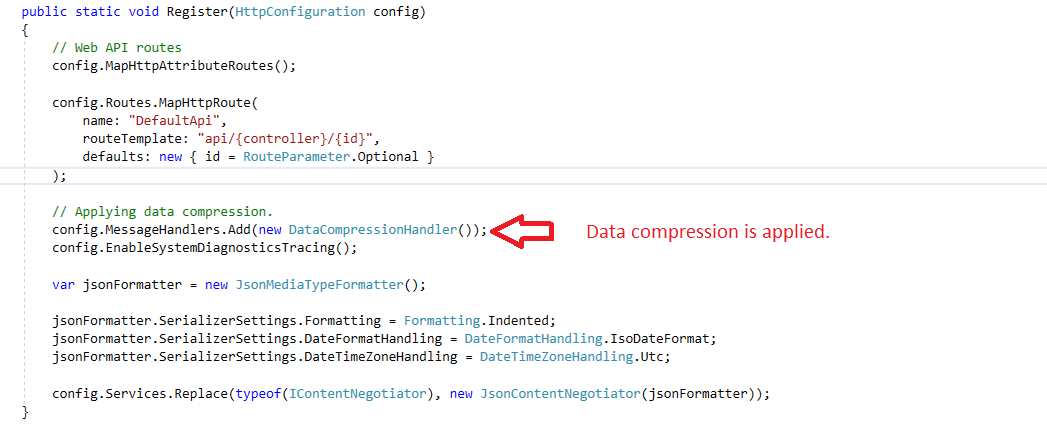 public static void Register(HttpConfiguration config)
{
// Web API routes
config.MapHttpAttributeRoutes();
config.Routes.MapHttpRoute(
name: "DefaultApi",
routeTemplate: "api/{controller}/{id}",
defaults: new { id = RouteParameter.Optional }
);
// Applying data compression.
config.MessageHandlers.Add(new DataCompressionHandler()); Data compression is applied.
config.EnableSystemDiagnosticsTracing();
var jsonFormatter = new JsonMediaTypeFormatter();
jsonFormatter.SerializerSettings.Formatting = Formatting.Indented;
jsonFormatter.SerializerSettings.DateFormatHandling = DateFormatHandling.IsoDateFormat;
jsonFormatter.SerializerSettings.DateTimeZoneHandling = DateTimeZoneHandling.Utc;
config.Services.Replace(typeof(IContentNegotiator), new JsonContentNegotiator(jsonFormatter));
}